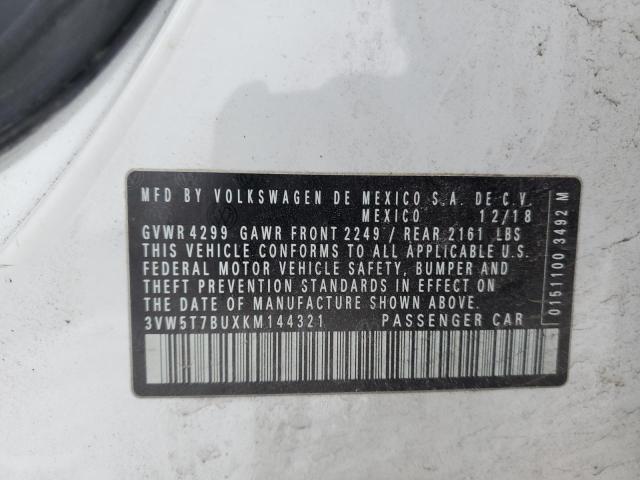 MFD BY VOLKSWAGEN DE MEXICO S.A. DE C.V.
MEXICO 12/18
GVWR 4299 GAWR FRONT 2249 / REAR 2161 LBS
THIS VEHICLE CONFORMS TO ALL APPLICABLE U.S.
FEDERAL MOTOR VEHICLE SAFETY, BUMPER AND
THEFT PREVENTION STANDARDS IN EFFECT ON
THE DATE OF MANUFACTURE SHOWN ABOVE.
3VW5T7BUXKM144321 PASSENGER CAR
0151100 3492 M